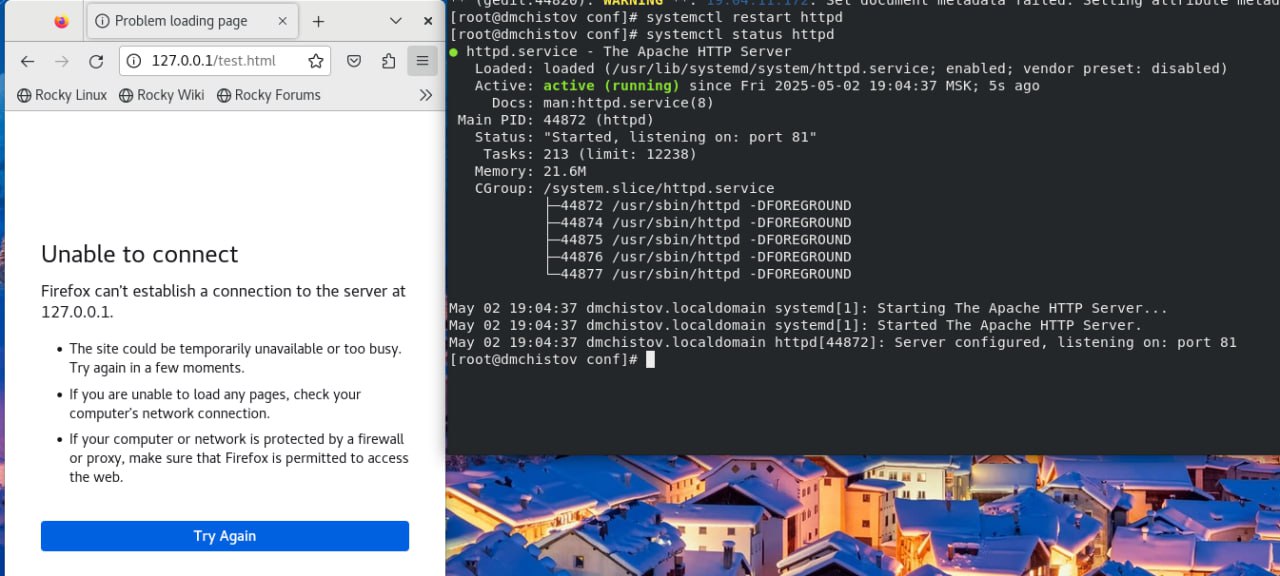 Problem loading page
127.0.0.1/test.html
Rocky Linux Rocky Wiki Rocky Forums
Unable to connect
Firefox can't establish a connection to the server at
127.0.0.1.
• The site could be temporarily unavailable or too busy.
Try again in a few moments.
• If you are unable to load any pages, check your
computer's network connection.
• If your computer or network is protected by a firewall
or proxy, make sure that Firefox is permitted to access
the web.
Try Again
** (gedit:44820): WARNING **: 19:04:11.172: Set document metadata failed: Setting attribute metad
[root@dmchistov conf]# systemctl restart httpd
[root@dmchistov conf]# systemctl status httpd
● httpd.service - The Apache HTTP Server
Loaded: loaded (/usr/lib/systemd/system/httpd.service; enabled; vendor preset: disabled)
Active: active (running) since Fri 2025-05-02 19:04:37 MSK; 5s ago
Docs: man:httpd.service(8)
Main PID: 44872 (httpd)
Status: "Started, listening on: port 81"
Tasks: 213 (limit: 12238)
Memory: 21.6M
CGroup: /system.slice/httpd.service
├─44872 /usr/sbin/httpd -DFOREGROUND
├─44874 /usr/sbin/httpd -DFOREGROUND
├─44875 /usr/sbin/httpd -DFOREGROUND
├─44876 /usr/sbin/httpd -DFOREGROUND
└─44877 /usr/sbin/httpd -DFOREGROUND
May 02 19:04:37 dmchistov.localdomain systemd[1]: Starting The Apache HTTP Server...
May 02 19:04:37 dmchistov.localdomain systemd[1]: Started The Apache HTTP Server.
May 02 19:04:37 dmchistov.localdomain httpd[44872]: Server configured, listening on: port 81
[root@dmchistov conf]#